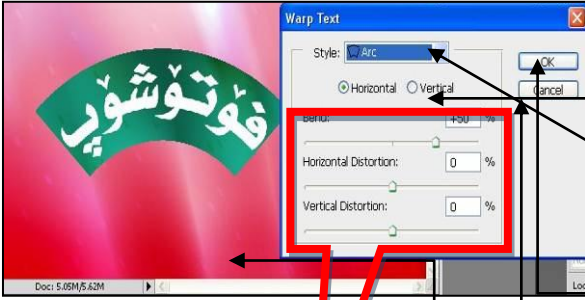 Warp Text
Style: Arc
Horizontal Vertical
OK
Cancel
فۆتۆشۆپ
Bend: +50 %
Horizontal Distortion: 0 %
Vertical Distortion: 0 %
Doc: 5.05M/5.62M